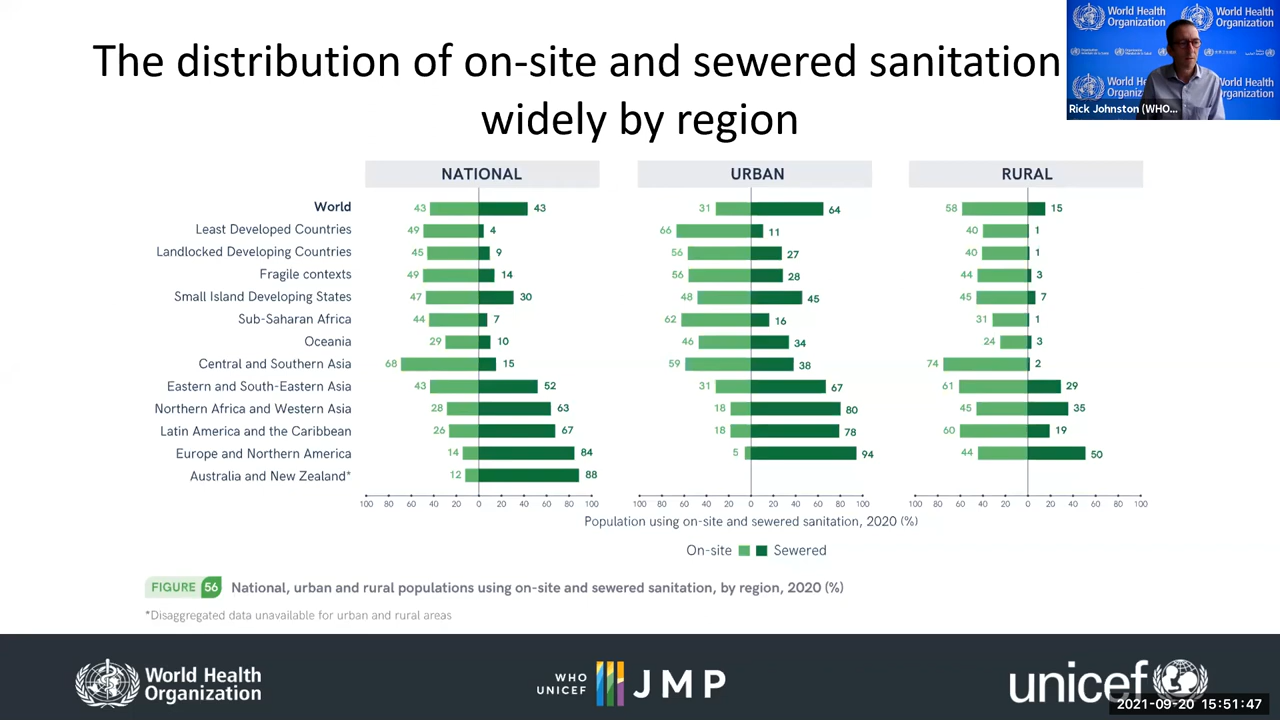 The distribution of on-site and sewered sanitation
widely by region
World Health Organization
World Health Organization
World Health Organization
Rick Johnston (WHO...
NATIONAL URBAN RURAL
World 43 43 31 64 58 15
Least Developed Countries 49 4 66 11 40 1
Landlocked Developing Countries 45 9 56 27 40 1
Fragile contexts 49 14 56 28 44 3
Small Island Developing States 47 30 48 45 45 7
Sub-Saharan Africa 44 7 62 16 31 1
Oceania 29 10 46 34 24 3
Central and Southern Asia 68 15 59 38 74 2
Eastern and South-Eastern Asia 43 52 31 67 61 29
Northern Africa and Western Asia 28 63 18 80 45 35
Latin America and the Caribbean 26 67 18 78 60 19
Europe and Northern America 14 84 5 94 44 50
Australia and New Zealand* 12 88
100 80 60 40 20 0 20 40 60 80 100 100 80 60 40 20 0 20 40 60 80 100 100 80 60 40 20 0 20 40 60 80 100
Population using on-site and sewered sanitation, 2020 (%)
On-site Sewered
FIGURE 56 National, urban and rural populations using on-site and sewered sanitation, by region, 2020 (%)
*Disaggregated data unavailable for urban and rural areas
World Health
Organization
WHO
UNICEF
JMP
unicef
2021-09-20 15:51:47